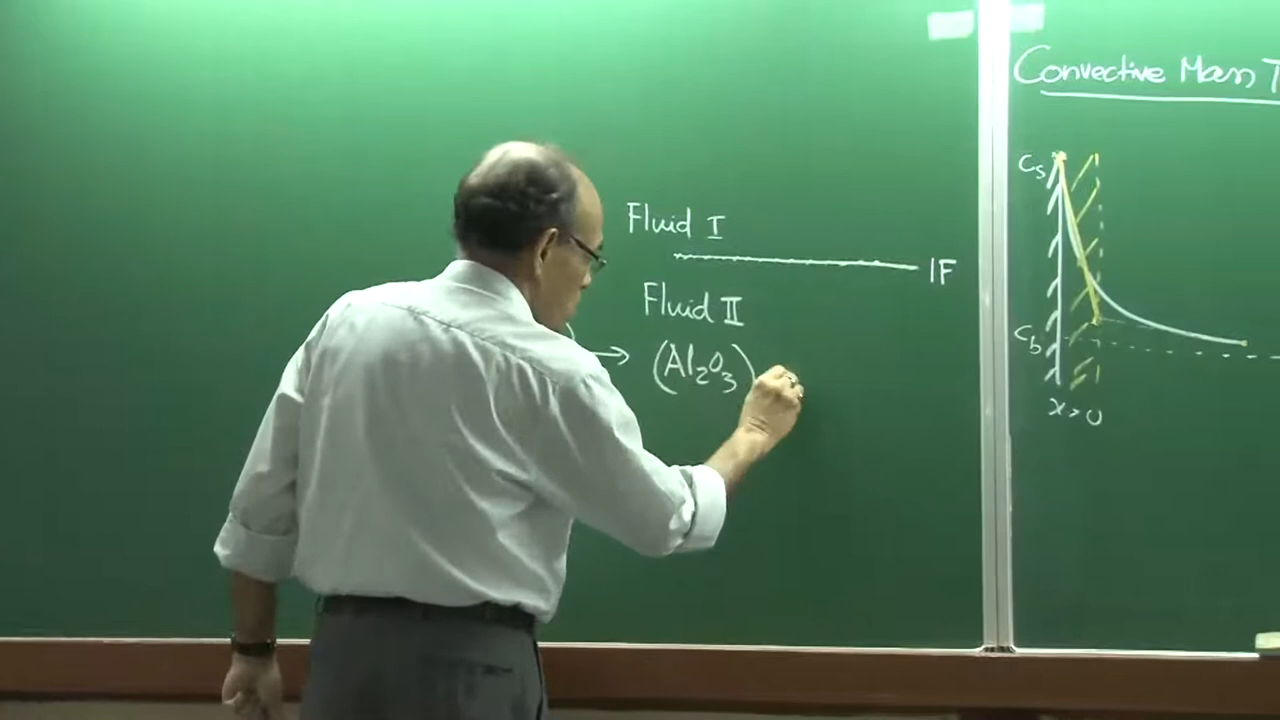 Fluid I
IF
Fluid II
→ (Al₂O₃)
Convective Mass T
Cs
Cb
x > 0